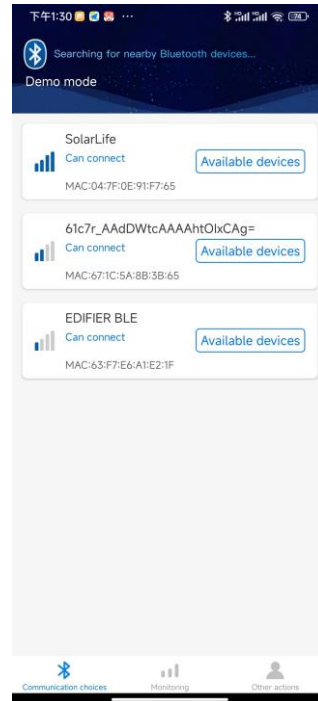 下午1:30 ··· 74
Searching for nearby Bluetooth devices...
Demo mode
SolarLife
Can connect
Available devices
MAC:04:7F:0E:91:F7:65
61c7r_AAdDWtcAAAAhtOIxCAg=
Can connect
Available devices
MAC:67:1C:5A:8B:3B:65
EDIFIER BLE
Can connect
Available devices
MAC:63:F7:E6:A1:E2:1F
Communication choices Monitoring Other actions